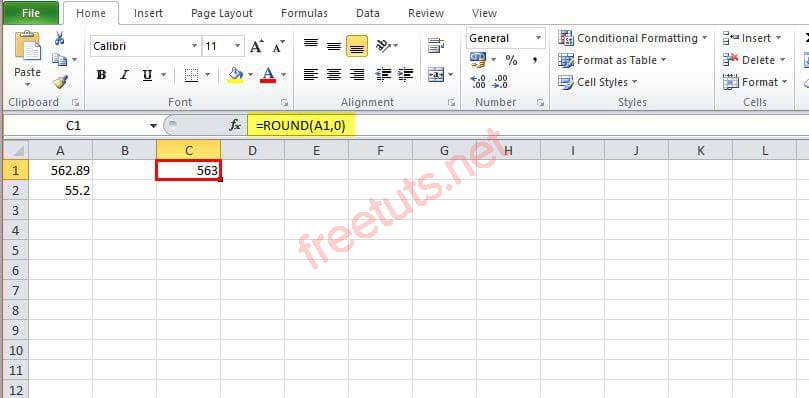 File Home Insert Page Layout Formulas Data Review View
Calibri 11 A A General Conditional Formatting Insert
Paste B I U A % , Format as Table Delete
.00 .0 Cell Styles Format
Clipboard Font Alignment Number Styles Cells
C1 fx =ROUND(A1,0)
A B C D E F G H I J K L
1 562.89 563
2 55.2
3
4
5
6
7
8
9
10
11
12
freetuts.net